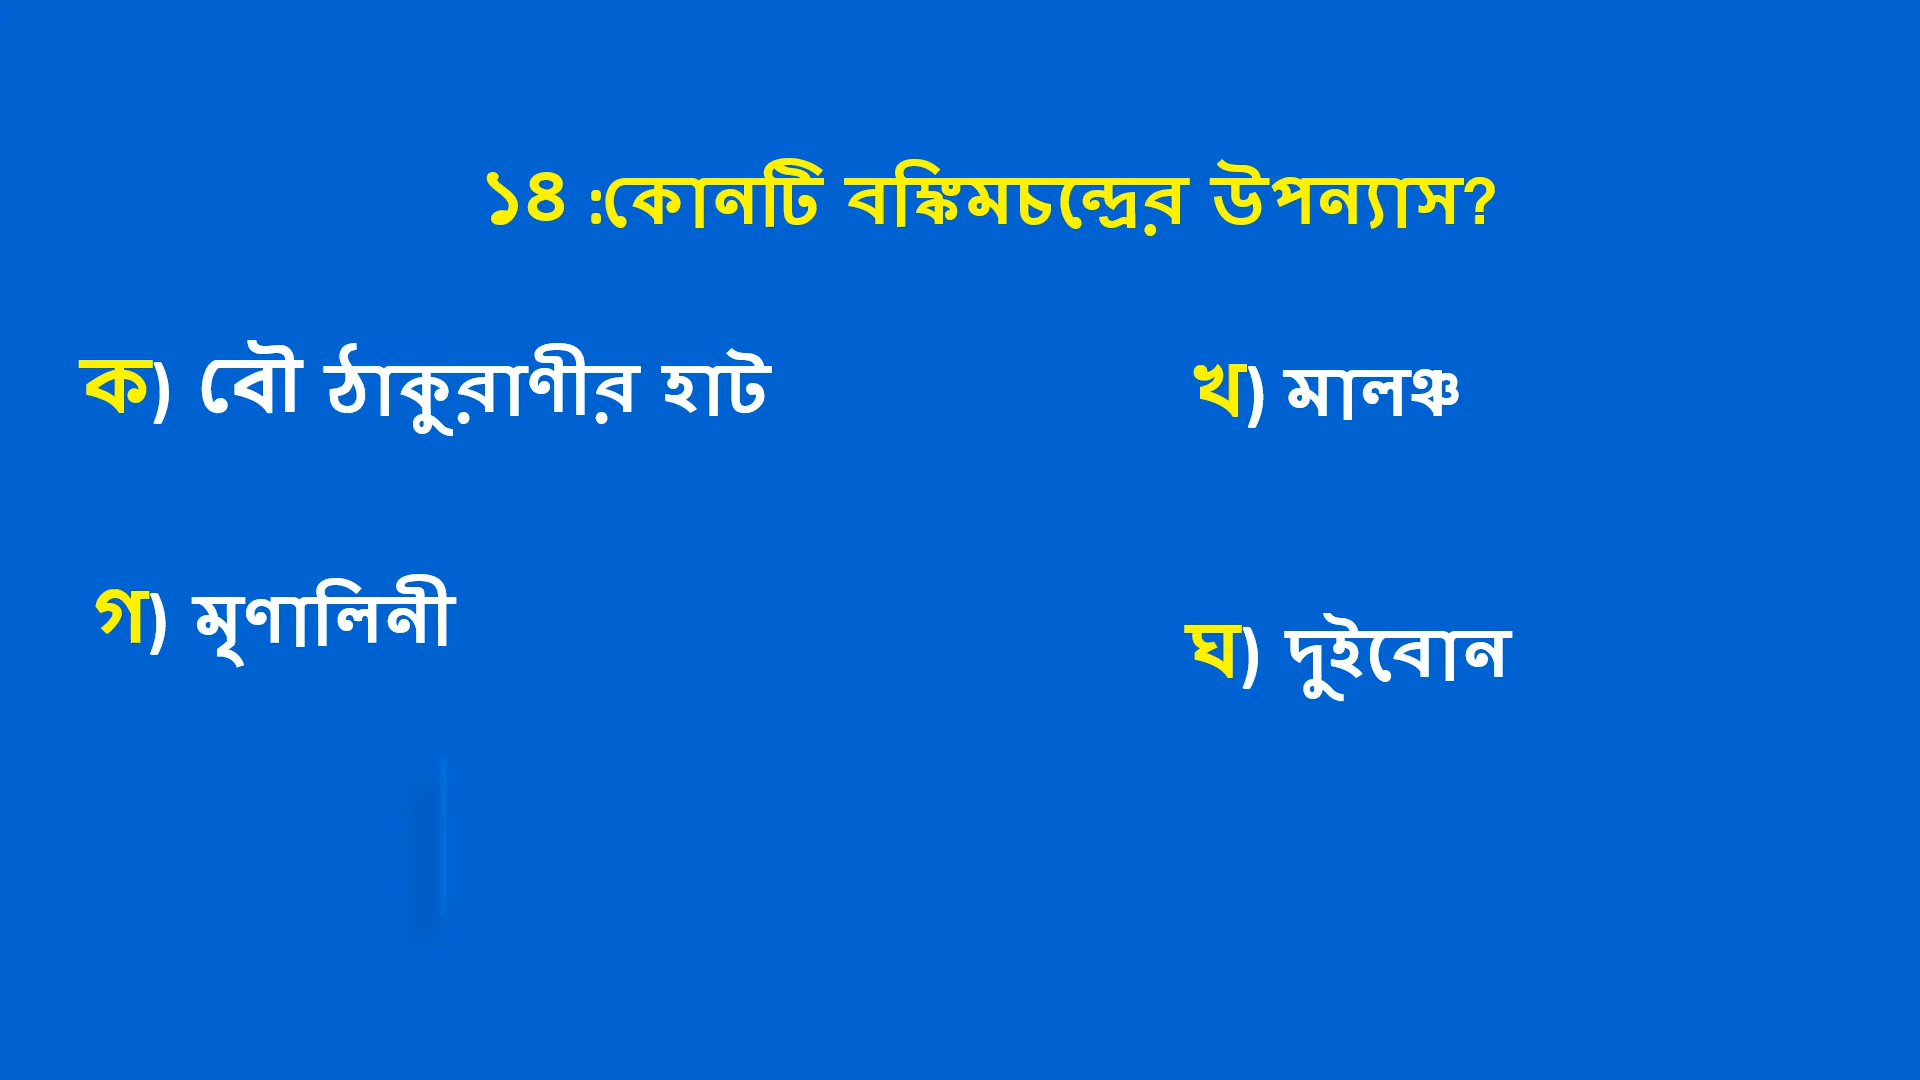 ১৪ :কোনটি বঙ্কিমচন্দ্রের উপন্যাস?
ক) বৌ ঠাকুরাণীর হাট
খ) মালঞ্চ
গ) মৃণালিনী
ঘ) দুইবোন